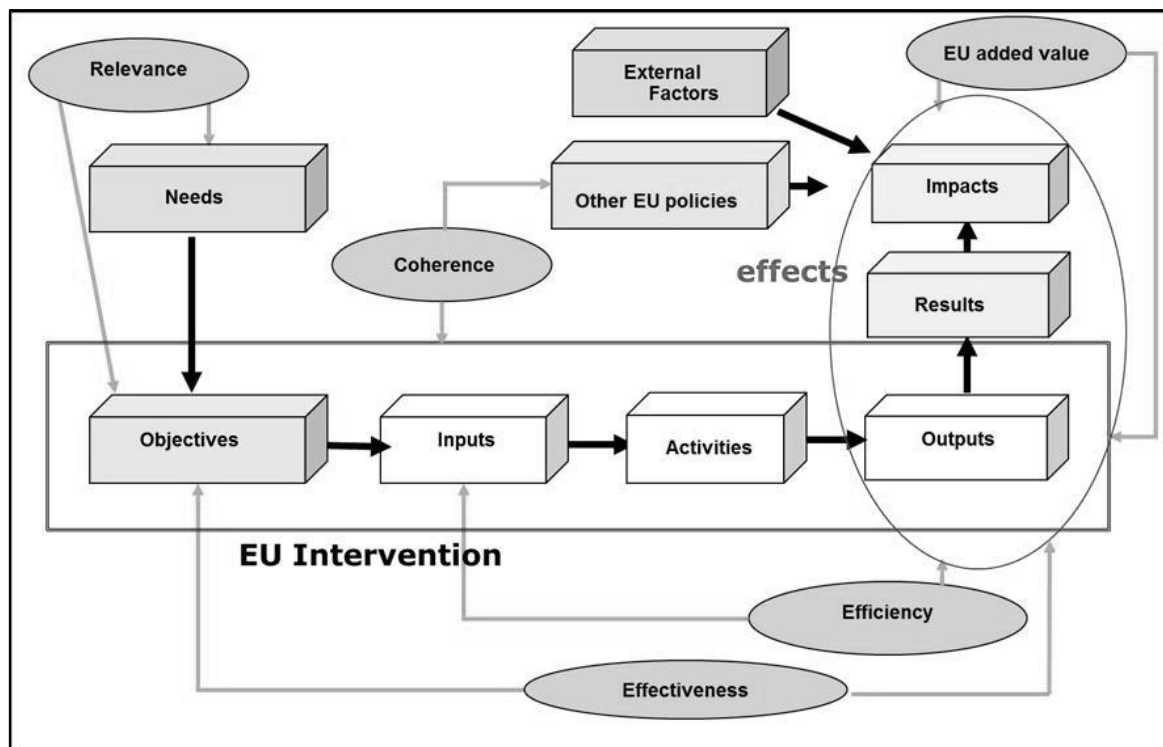 Relevance
External
Factors
EU added value
Needs
Other EU policies
Impacts
Coherence
effects
Results
Objectives
Inputs
Activities
Outputs
EU Intervention
Efficiency
Effectiveness